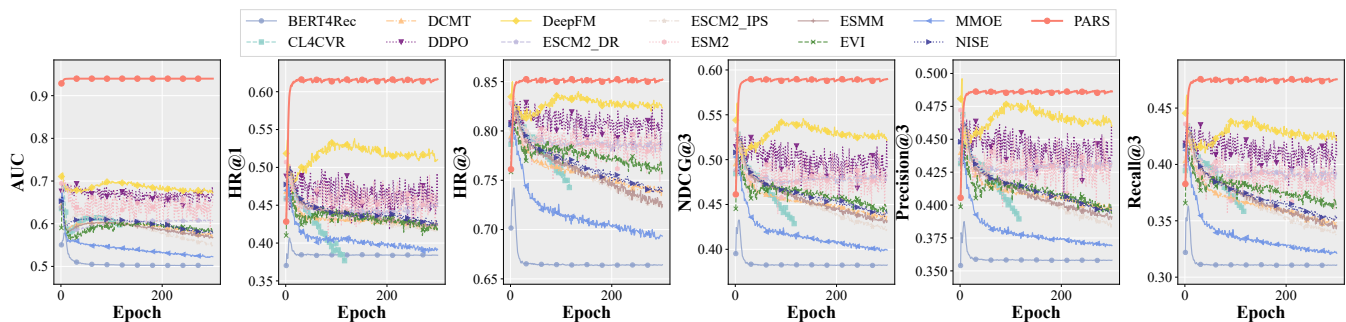 BERT4Rec DCMT DeepFM ESCM2_IPS ESMM MMOE PARS
CL4CVR DDPO ESCM2_DR ESM2 EVI NISE
AUC
0.9
0.8
0.7
0.6
0.5
0 200
Epoch
HR@1
0.60
0.55
0.50
0.45
0.40
0.35
0 200
Epoch
HR@3
0.85
0.80
0.75
0.70
0.65
0 200
Epoch
NDCG@3
0.60
0.55
0.50
0.45
0.40
0 200
Epoch
Precision@3
0.500
0.475
0.450
0.425
0.400
0.375
0.350
0 200
Epoch
Recall@3
0.45
0.40
0.35
0.30
0 200
Epoch